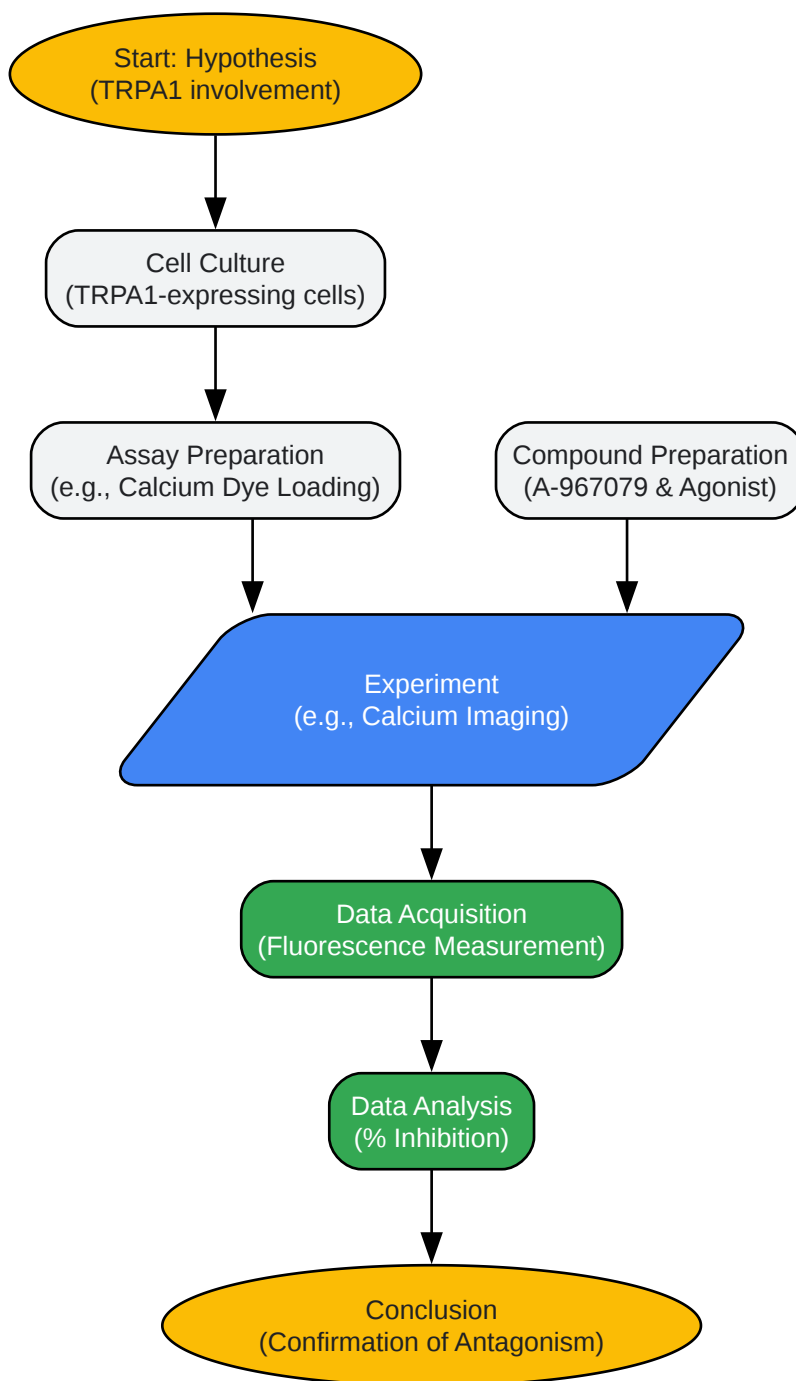 Start: Hypothesis
(TRPA1 involvement)
Cell Culture
(TRPA1-expressing cells)
Assay Preparation
(e.g., Calcium Dye Loading)
Compound Preparation
(A-967079 & Agonist)
Experiment
(e.g., Calcium Imaging)
Data Acquisition
(Fluorescence Measurement)
Data Analysis
(% Inhibition)
Conclusion
(Confirmation of Antagonism)